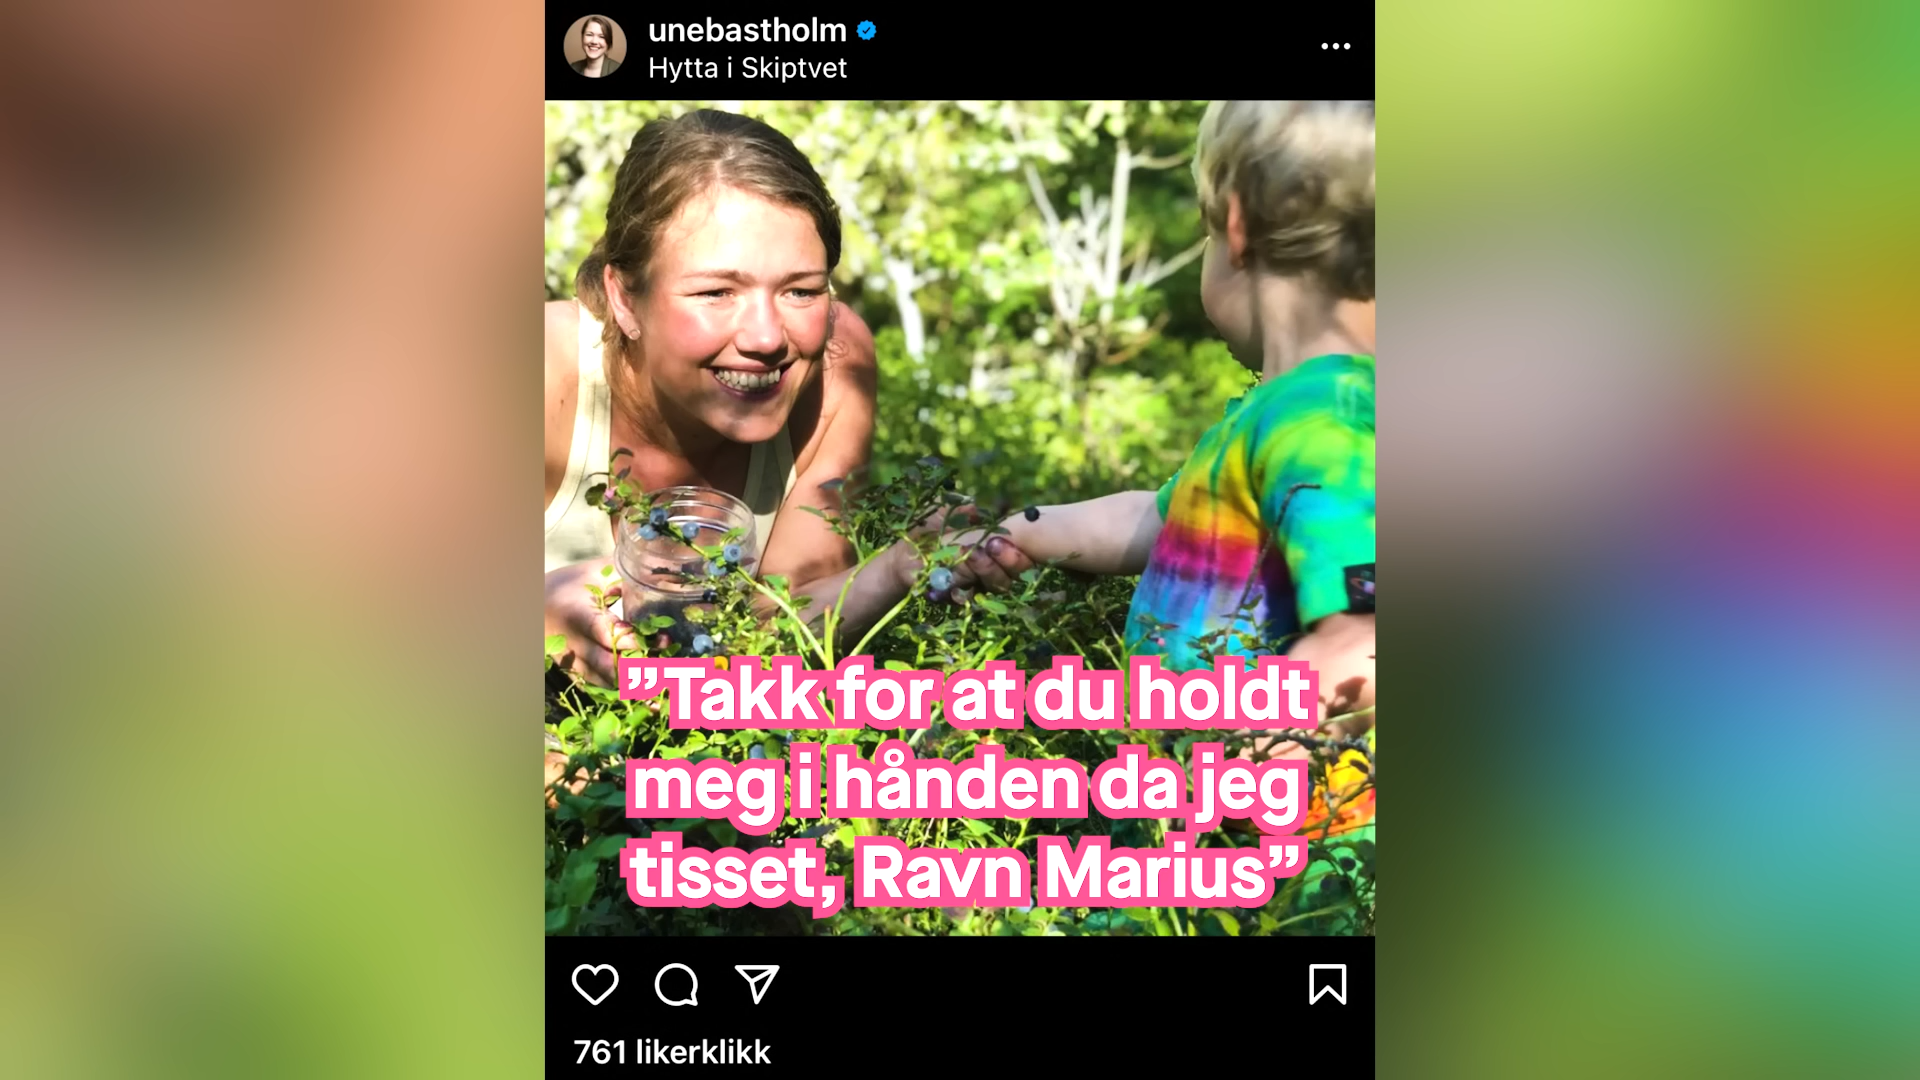 unebastholm
Hytta i Skiptvet
”Takk for at du holdt
meg i hånden da jeg
tisset, Ravn Marius”
761 likerklikk